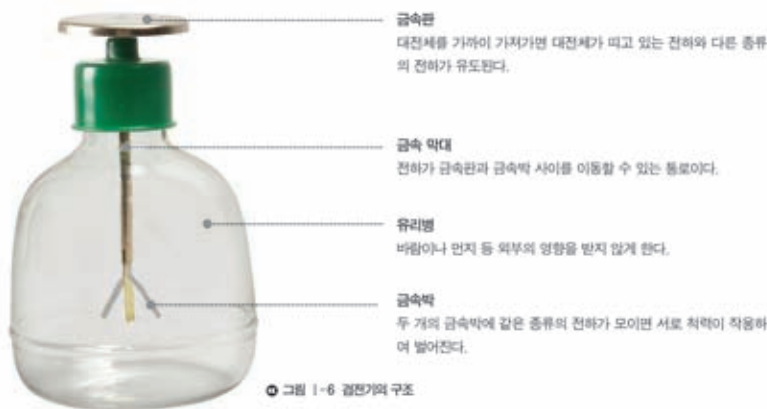 금속판
대전체를 가까이 가져가면 대전체가 띠고 있는 전하와 다른 종류
의 전하가 유도된다.
금속 막대
전하가 금속판과 금속박 사이를 이동할 수 있는 통로이다.
유리병
바람이나 먼지 등 외부의 영향을 받지 않게 한다.
금속박
두 개의 금속박에 같은 종류의 전하가 모이면 서로 척력이 작용하
여 벌어진다.
그림 Ⅰ-6 검전기의 구조